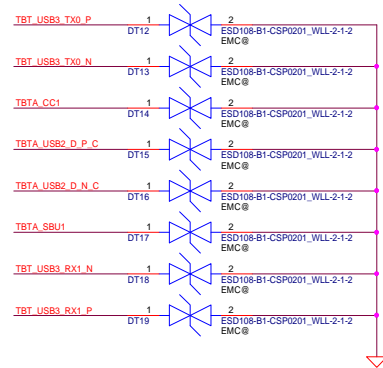 TBT_USB3_TX0_P 1 2
DT12 ESD108-B1-CSP0201_WLL-2-1-2
EMC@
TBT_USB3_TX0_N 1 2
DT13 ESD108-B1-CSP0201_WLL-2-1-2
EMC@
TBTA_CC1 1 2
DT14 ESD108-B1-CSP0201_WLL-2-1-2
EMC@
TBTA_USB2_D_P_C 1 2
DT15 ESD108-B1-CSP0201_WLL-2-1-2
EMC@
TBTA_USB2_D_N_C 1 2
DT16 ESD108-B1-CSP0201_WLL-2-1-2
EMC@
TBTA_SBU1 1 2
DT17 ESD108-B1-CSP0201_WLL-2-1-2
EMC@
TBT_USB3_RX1_N 1 2
DT18 ESD108-B1-CSP0201_WLL-2-1-2
EMC@
TBT_USB3_RX1_P 1 2
DT19 ESD108-B1-CSP0201_WLL-2-1-2
EMC@